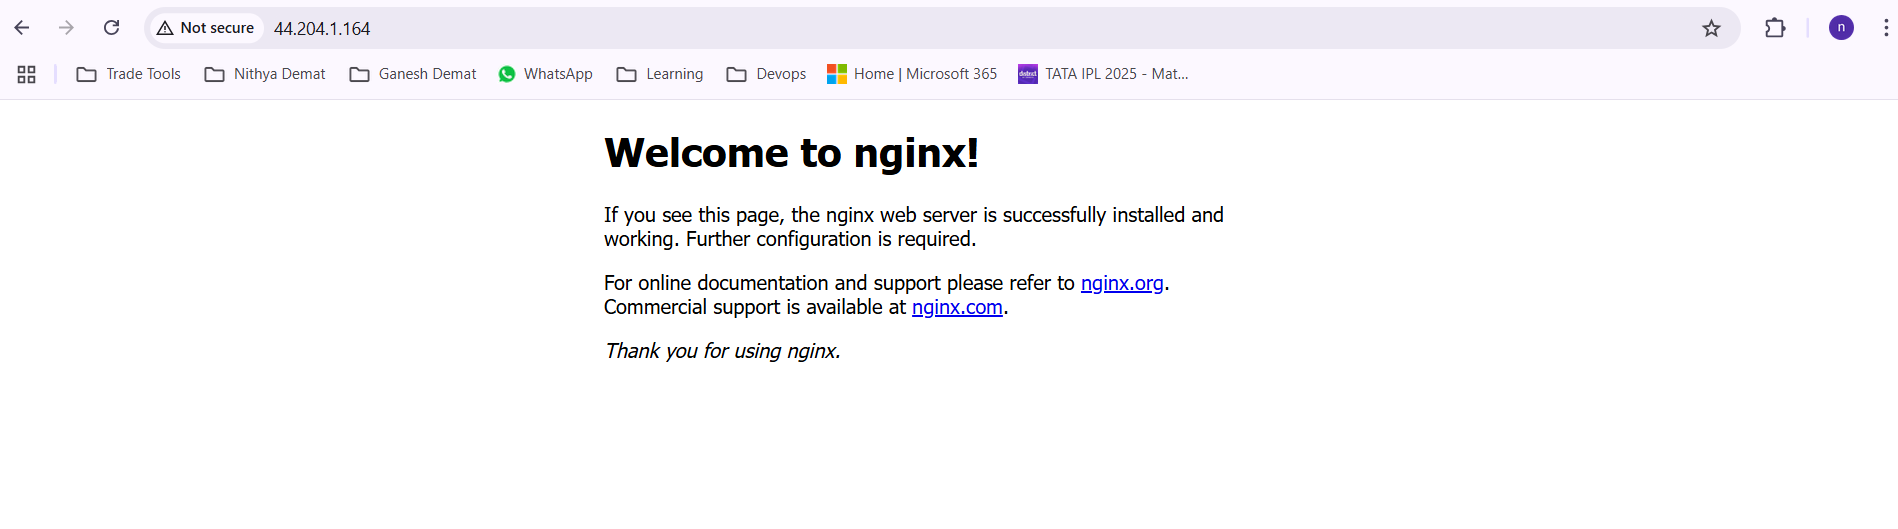 Not secure 44.204.1.164 n
Trade Tools Nithya Demat Ganesh Demat WhatsApp Learning Devops Home | Microsoft 365 district TATA IPL 2025 - Mat...
Welcome to nginx!
If you see this page, the nginx web server is successfully installed and
working. Further configuration is required.
For online documentation and support please refer to nginx.org.
Commercial support is available at nginx.com.
Thank you for using nginx.